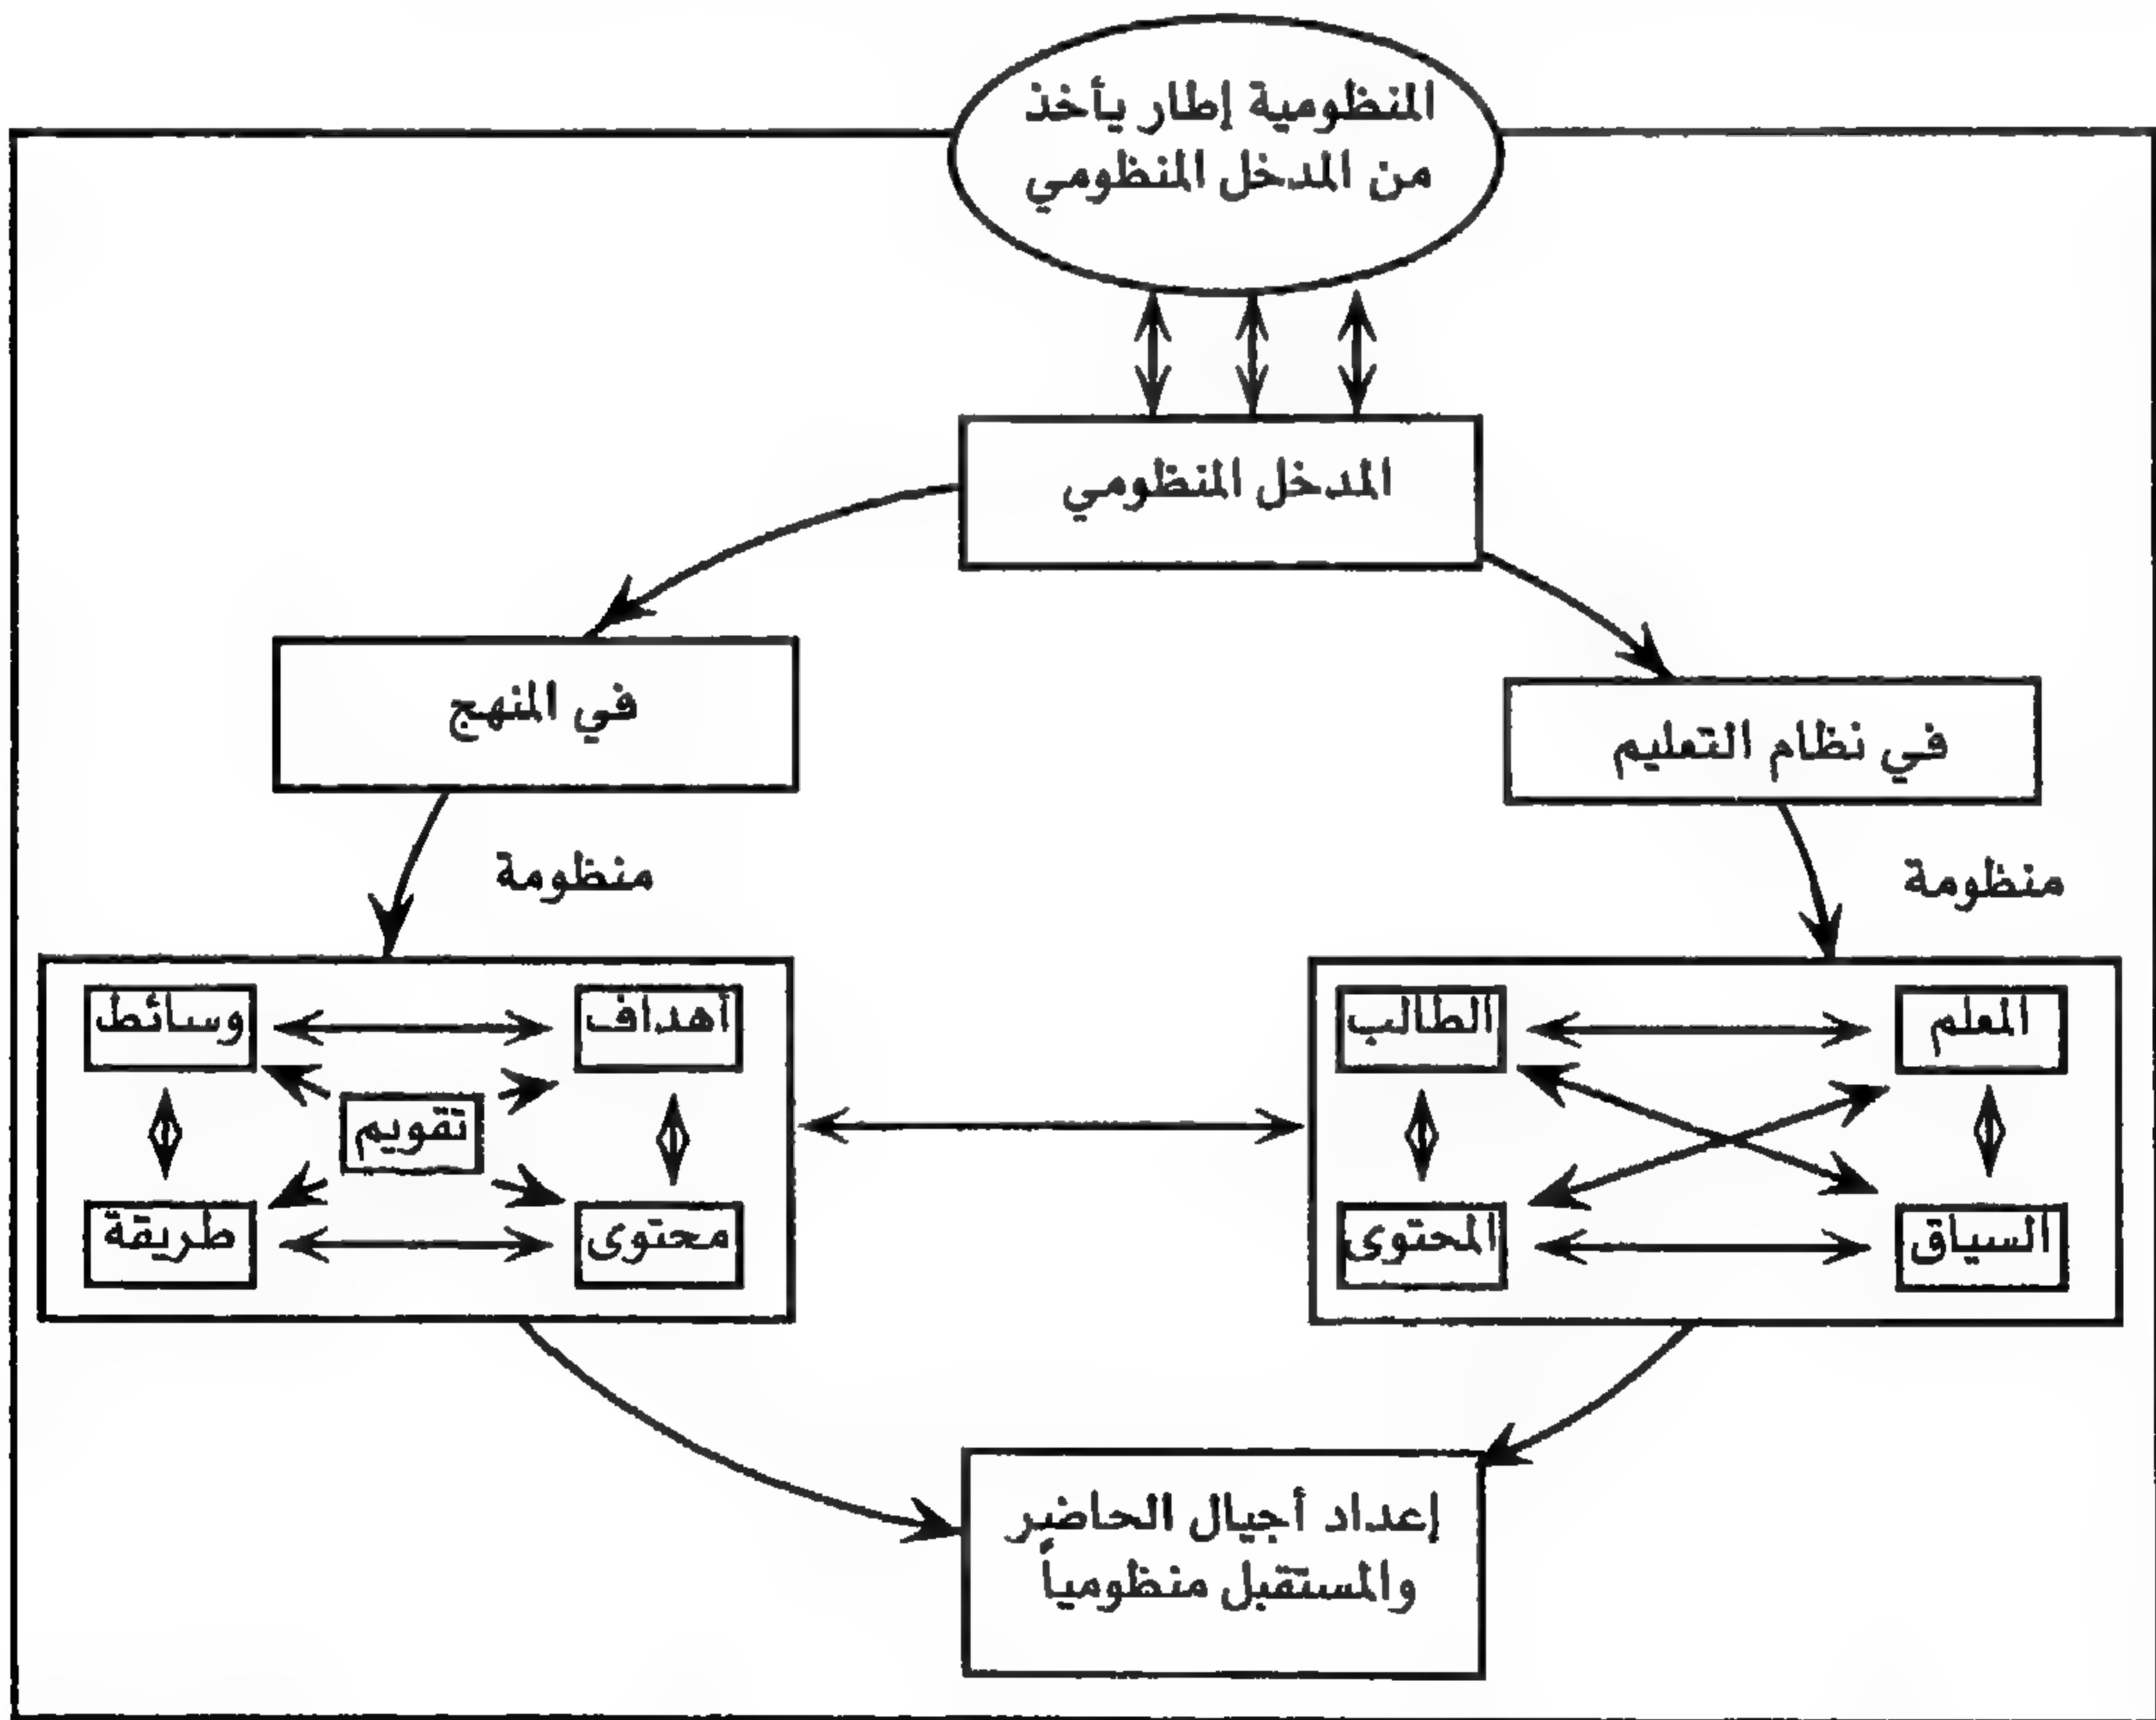 المنظومية إطار يأخذ
من المدخل المنظومي
المدخل المنظومي
في المنهج
في نظام التعليم
منظومة
منظومة
المعلم
الطالب
السياق
المحتوى
أهداف
وسائط
تقويم
محتوى
طريقة
إعداد أجيال الحاضر
والمستقبل منظومياً